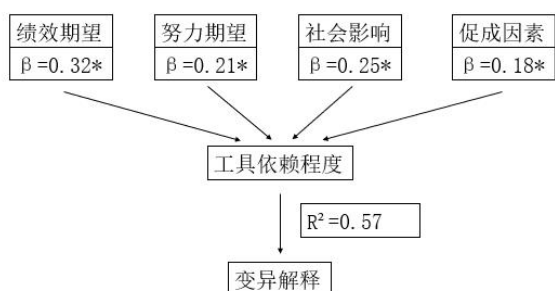 绩效期望
β=0.32*
努力期望
β=0.21*
社会影响
β=0.25*
促成因素
β=0.18*
工具依赖程度
R²=0.57
变异解释